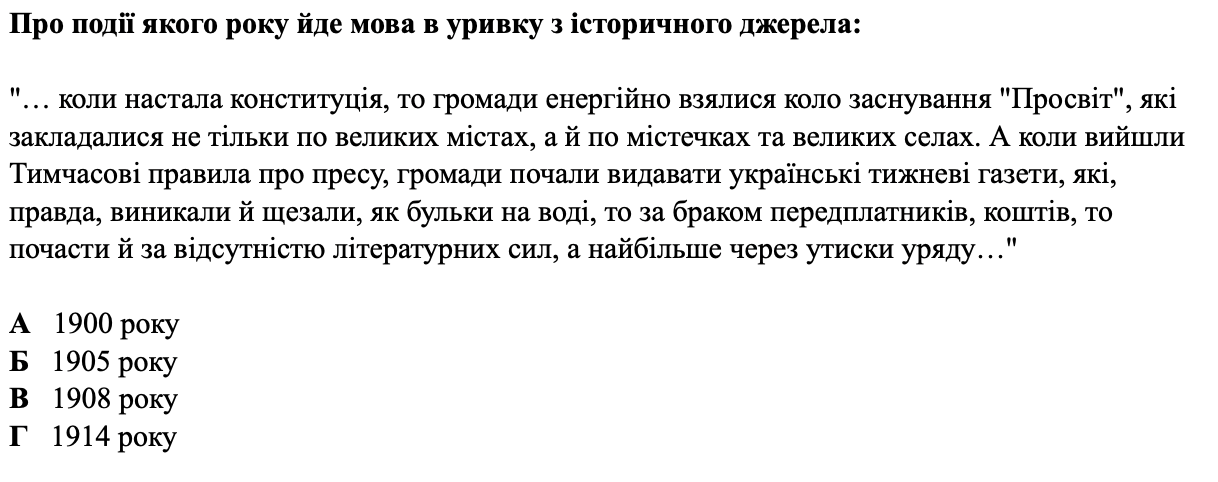 Про події якого року йде мова в уривку з історичного джерела:
"… коли настала конституція, то громади енергійно взялися коло заснування "Просвіт", які
закладалися не тільки по великих містах, а й по містечках та великих селах. А коли вийшли
Тимчасові правила про пресу, громади почали видавати українські тижневі газети, які,
правда, виникали й щезали, як бульки на воді, то за браком передплатників, коштів, то
почасти й за відсутністю літературних сил, а найбільше через утиски уряду…"
А 1900 року
Б 1905 року
В 1908 року
Г 1914 року